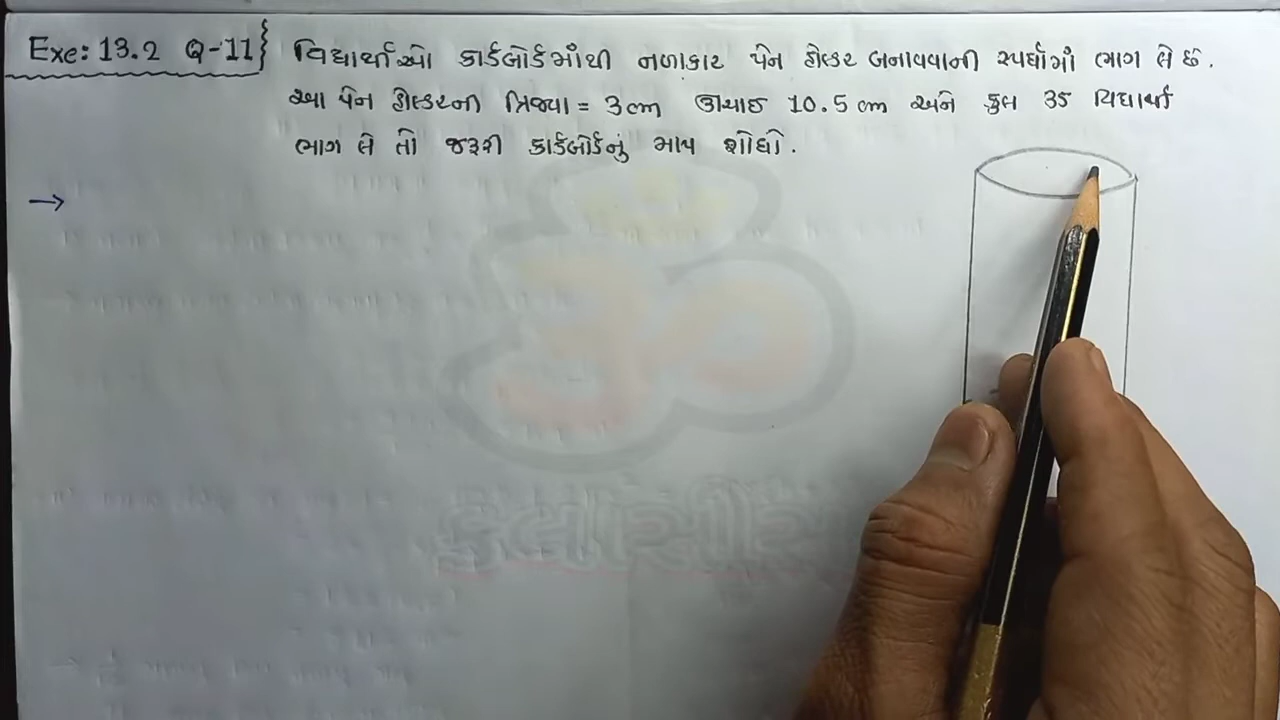 Exe: 13.2 Q-11} વિદ્યાર્થીઓ કાર્ડબોર્ડમાંથી નળાકાર પેન હોલ્ડર બનાવવાની સ્પર્ધામાં ભાગ લે છે.
આ પેન હોલ્ડરની ત્રિજ્યા = 3cm ઊંચાઇ 10.5 cm અને કુલ 35 વિદ્યાર્થી
ભાગ લે તો જરૂરી કાર્ડબોર્ડનું માપ શોધો.
→
ૐ
કલાસીસ